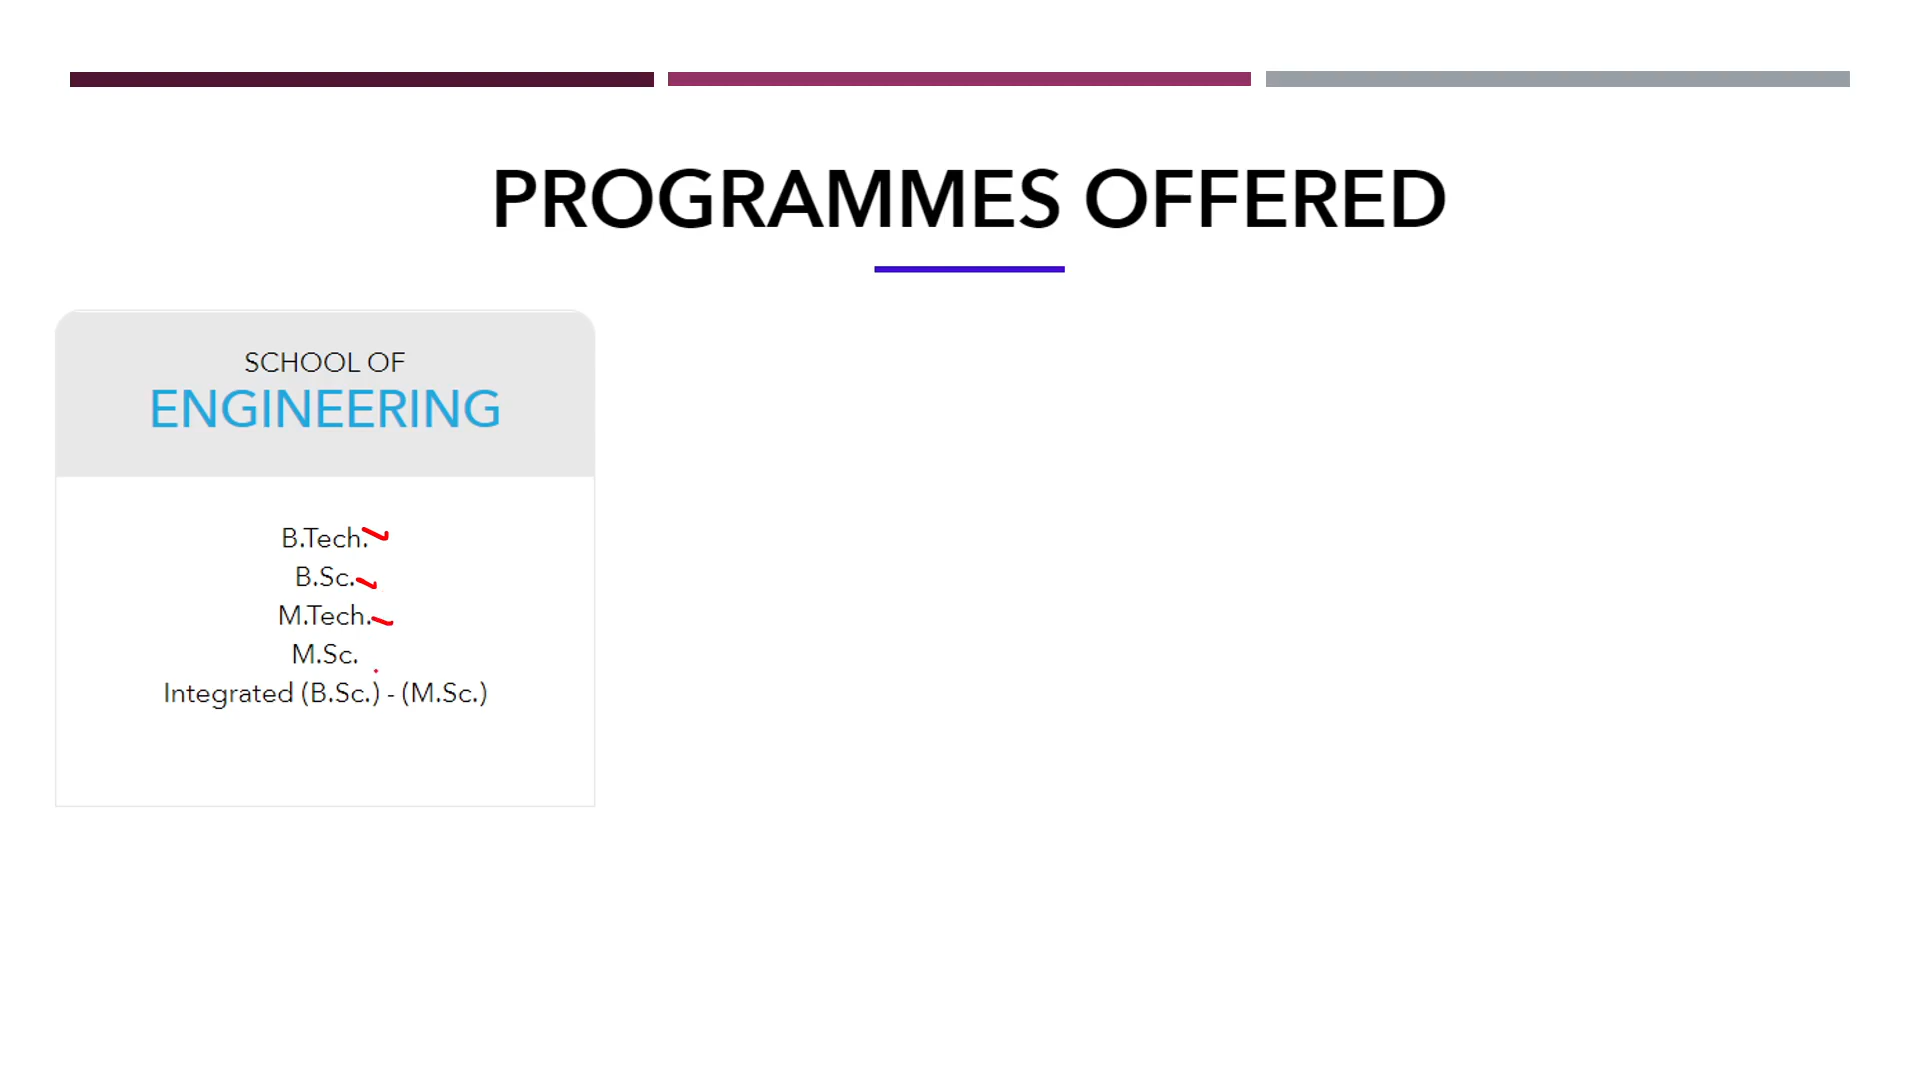 PROGRAMMES OFFERED
SCHOOL OF
ENGINEERING
B.Tech.
B.Sc.
M.Tech.
M.Sc.
Integrated (B.Sc.) - (M.Sc.)